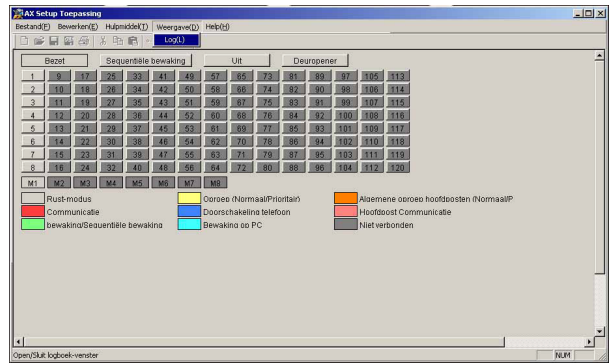 AX Setup Toepassing
Bestand(F) Bewerken(E) Hulpmiddel(T) Weergave(D) Help(H)
Log(L)
Bezet Sequentiële bewaking Uit Deuropener
1 9 17 25 33 41 49 57 65 73 81 89 97 105 113
2 10 18 26 34 42 50 58 66 74 82 90 98 106 114
3 11 19 27 35 43 51 59 67 75 83 91 99 107 115
4 12 20 28 36 44 52 60 68 76 84 92 100 108 116
5 13 21 29 37 45 53 61 69 77 85 93 101 109 117
6 14 22 30 38 46 54 62 70 78 86 94 102 110 118
7 15 23 31 39 47 55 63 71 79 87 95 103 111 119
8 16 24 32 40 48 56 64 72 80 88 96 104 112 120
M1 M2 M3 M4 M5 M6 M7 M8
Rust-modus Oproep (Normaal/Prioritair) Algemene oproep hoofdposten (Normaal/P
Communicatie Doorschakeling telefoon Hoofdpost Communicatie
bewaking/Sequentiële bewaking Bewaking op PC Niet verbonden
Open/Sluit logboek-venster NUM